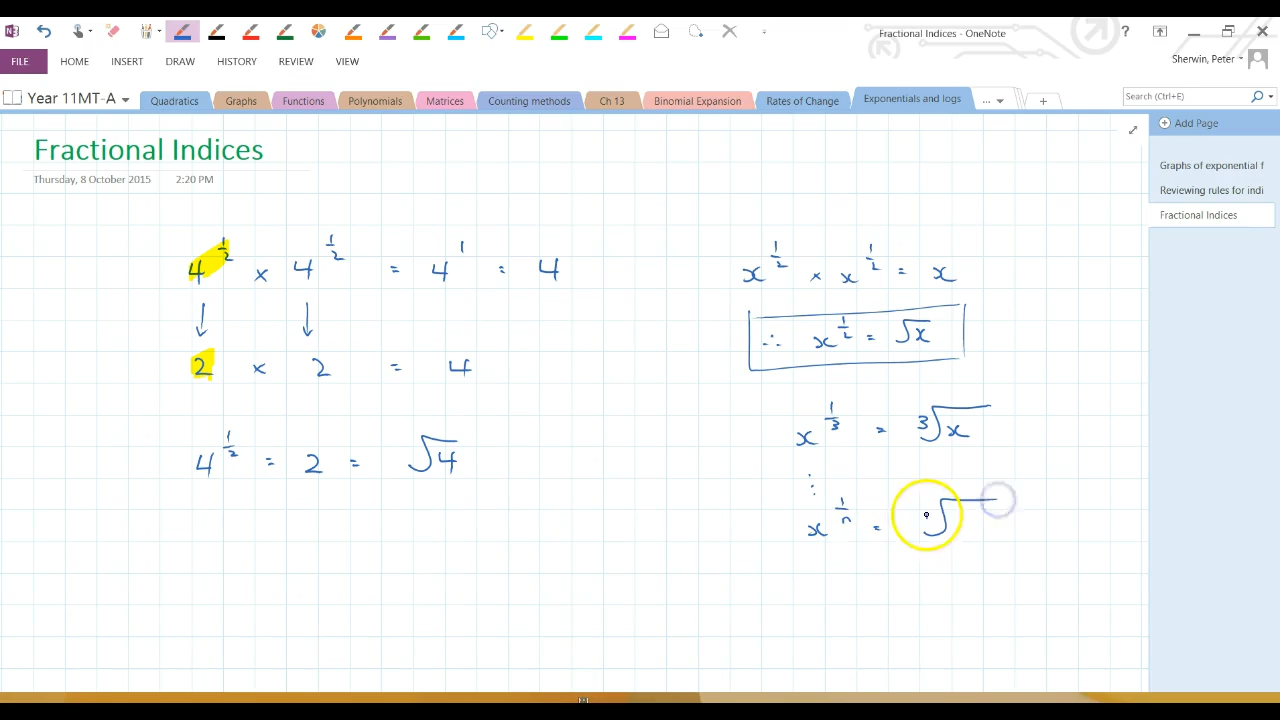 Fractional Indices - OneNote
?
FILE HOME INSERT DRAW HISTORY REVIEW VIEW
Sherwin, Peter
Year 11MT-A
Quadratics Graphs Functions Polynomials Matrices Counting methods Ch 13 Binomial Expansion Rates of Change Exponentials and logs ... +
Search (Ctrl+E)
Add Page
Graphs of exponential f
Reviewing rules for indi
Fractional Indices
Fractional Indices
Thursday, 8 October 2015 2:20 PM
4^(1/2) × 4^(1/2) = 4^1 = 4
↓ ↓
2 × 2 = 4
4^(1/2) = 2 = √4
x^(1/2) × x^(1/2) = x
∴ x^(1/2) = √x
x^(1/3) = ³√x
⋮
x^(1/n) = √